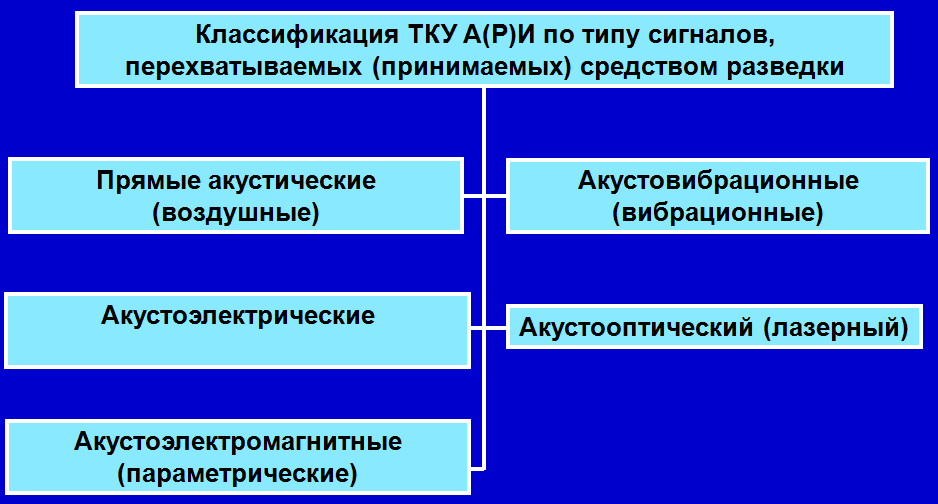 Классификация ТКУ А(Р)И по типу сигналов,
перехватываемых (принимаемых) средством разведки
Прямые акустические
(воздушные)
Акустовибрационные
(вибрационные)
Акустоэлектрические
Акустооптический (лазерный)
Акустоэлектромагнитные
(параметрические)